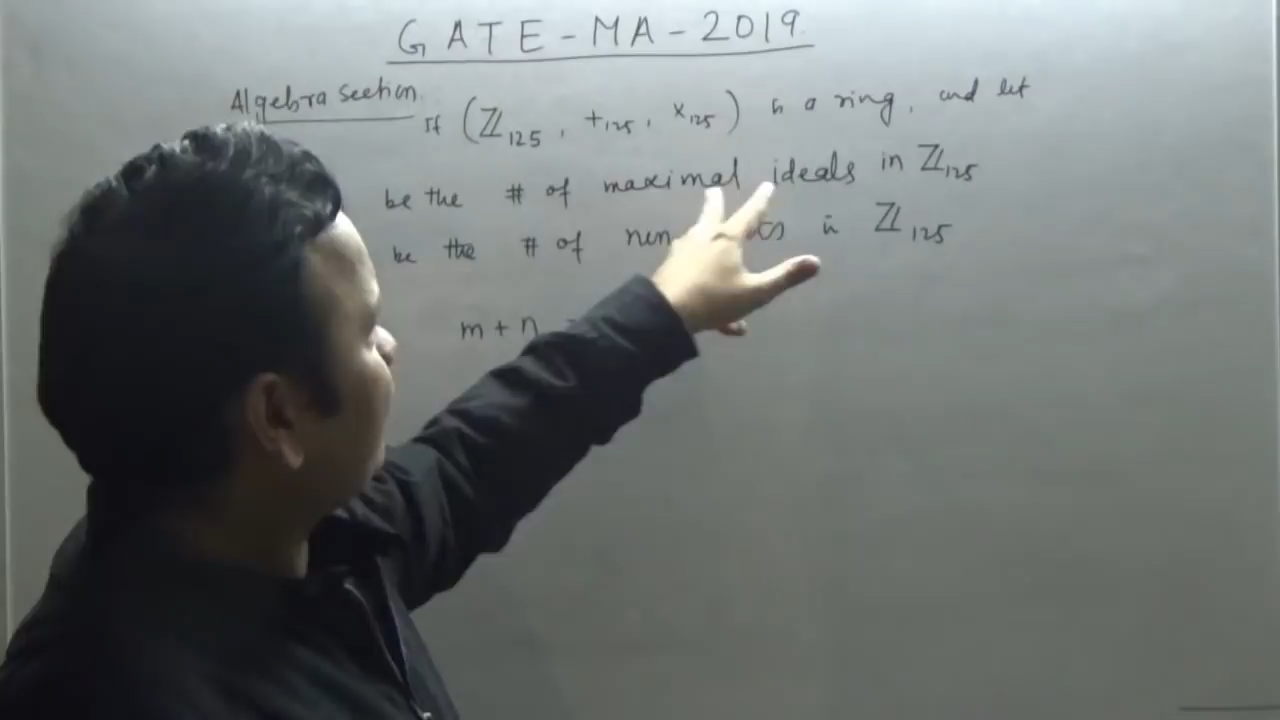 GATE-MA-2019
Algebra section.
If (ℤ₁₂₅, +₁₂₅, ×₁₂₅) is a ring, and let
be the # of maximal ideals in ℤ₁₂₅
be the # of in ℤ₁₂₅
m + n